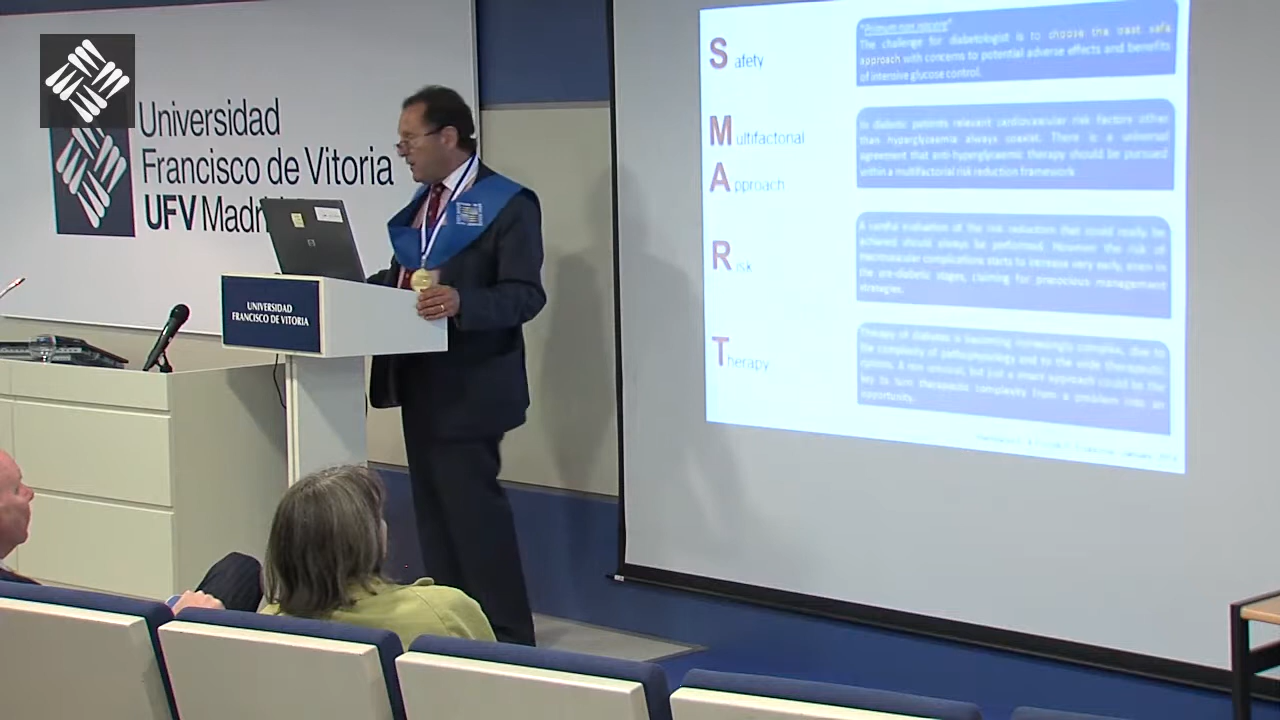 Universidad
Francisco de Vitoria
UFV Madri
UNIVERSIDAD
FRANCISCO DE VITORIA
Safety
"Primum non nocere"
The challenge for diabetologist is to choose the best safe
approach with concerns to potential adverse effects and benefits
of intensive glucose control.
Multifactorial
Approach
In diabetic patients relevant cardiovascular risk factors other
than hyperglycaemia always coexist. There is a universal
agreement that anti-hyperglycaemic therapy should be pursued
within a multifactorial risk reduction framework
Risk
A careful evaluation of the risk reduction that could really be
achieved should always be performed. However the risk of
macrovascular complications starts to increase very early, even in
the pre-diabetic stages, claiming for precocious management
strategies.
Therapy
Therapy of diabetes is becoming increasingly complex, due to
the complexity of pathophysiology and to the wide therapeutic
options. A non univocal, but just a smart approach could be the
key to turn therapeutic complexity from a problem into an
opportunity.